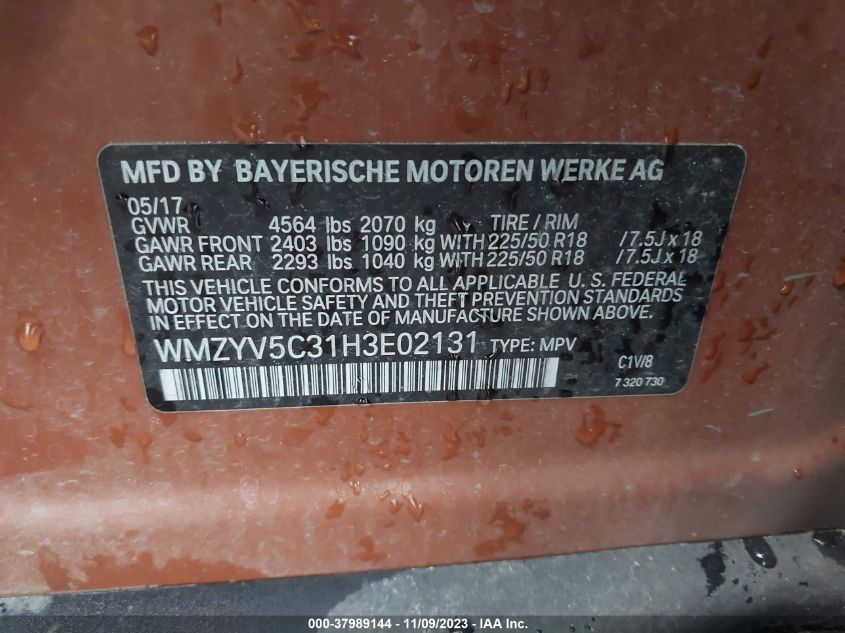 MFD BY BAYERISCHE MOTOREN WERKE AG
05/17
GVWR 4564 lbs 2070 kg TIRE / RIM
GAWR FRONT 2403 lbs 1090 kg WITH 225/50 R18 /7.5J x 18
GAWR REAR 2293 lbs 1040 kg WITH 225/50 R18 /7.5J x 18
THIS VEHICLE CONFORMS TO ALL APPLICABLE U. S. FEDERAL
MOTOR VEHICLE SAFETY AND THEFT PREVENTION STANDARDS
IN EFFECT ON THE DATE OF MANUFACTURE SHOWN ABOVE.
WMZYV5C31H3E02131 TYPE: MPV
C1V/8
7 320 730
000-37989144 - 11/09/2023 - IAA Inc.